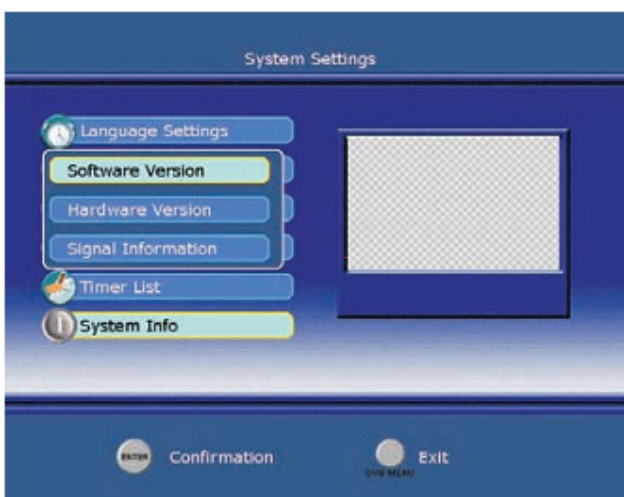 System Settings
Language Settings
Software Version
Hardware Version
Signal Information
Timer List
System Info
ENTER Confirmation
Exit
DVB MENU